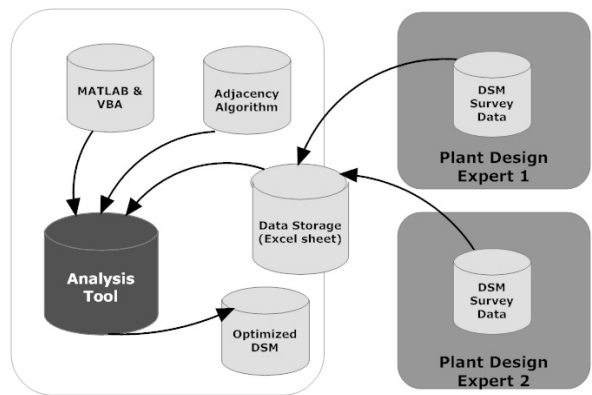 MATLAB &
VBA
Adjacency
Algorithm
Data Storage
(Excel sheet)
Analysis
Tool
Optimized
DSM
DSM
Survey
Data
Plant Design
Expert 1
DSM
Survey
Data
Plant Design
Expert 2